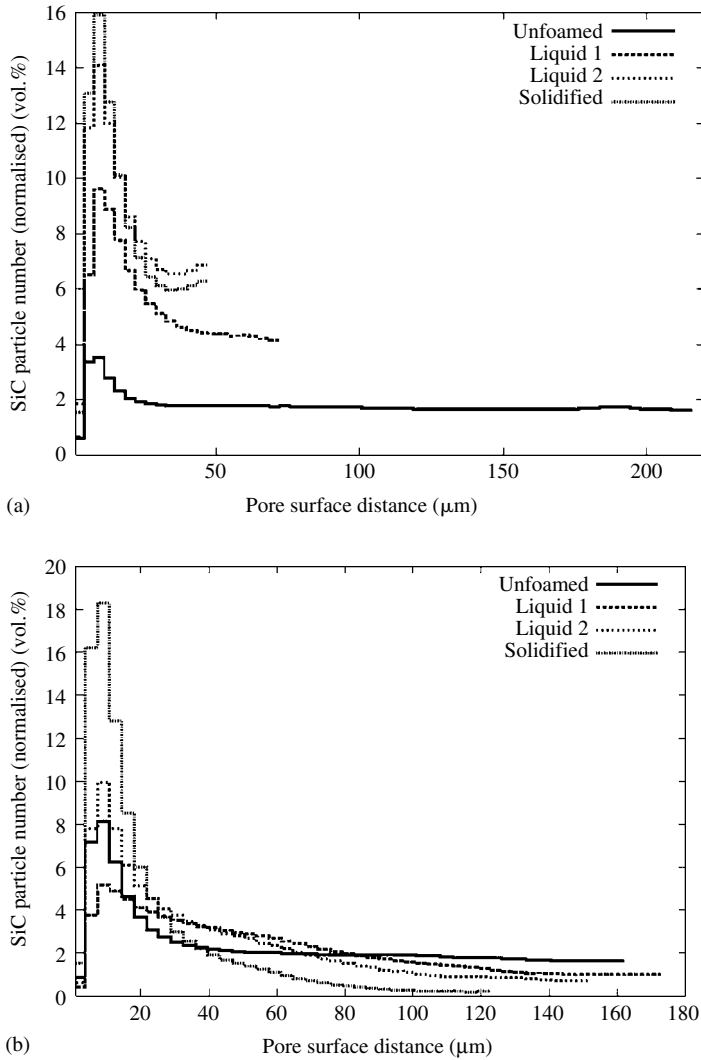 16
14
12
10
8
6
4
2
0
SiC particle number (normalised) (vol.%)
Unfoamed
Liquid 1
Liquid 2
Solidified
50 100 150 200
(a)
Pore surface distance (μm)
20
18
16
14
12
10
8
6
4
2
0
SiC particle number (normalised) (vol.%)
Unfoamed
Liquid 1
Liquid 2
Solidified
20 40 60 80 100 120 140 160 180
(b)
Pore surface distance (μm)